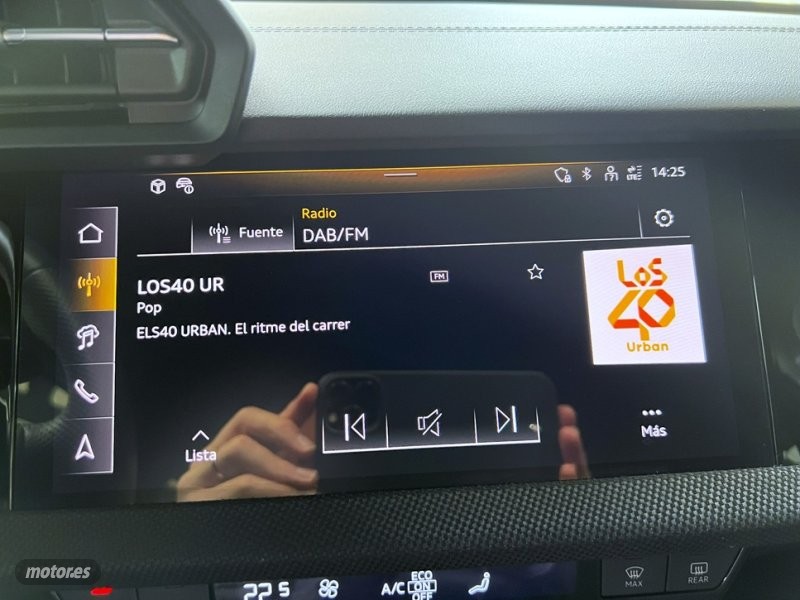 LTE
14:25
Radio
Fuente
DAB/FM
LOS40 UR
FM
Pop
ELS40 URBAN. El ritme del carrer
LOS
40
Urban
Lista
Más
motor.es
22.5
A/C
ECO
ON
OFF
MAX
REAR